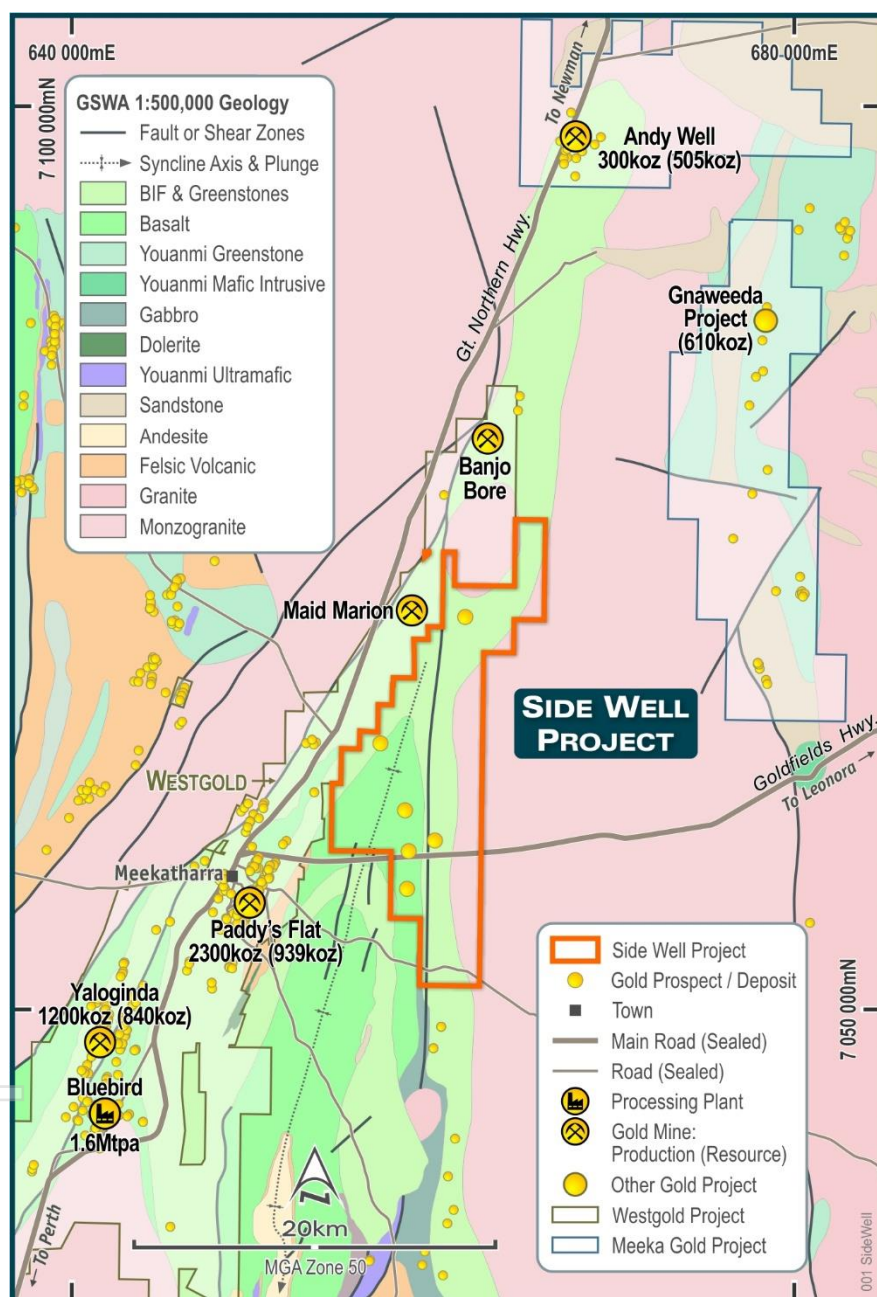 640 000mE
680 000mE
7 100 000mN
To Newman
GSWA 1:500,000 Geology
Fault or Shear Zones
Syncline Axis & Plunge
BIF & Greenstones
Basalt
Youanmi Greenstone
Youanmi Mafic Intrusive
Gabbro
Dolerite
Youanmi Ultramafic
Sandstone
Andesite
Felsic Volcanic
Granite
Monzogranite
Andy Well
300koz (505koz)
Gt. Northern Hwy.
Gnaweeda
Project
(610koz)
Banjo
Bore
Maid Marion
SIDE WELL
PROJECT
WESTGOLD
Goldfields Hwy.
To Leonora
Meekatharra
Paddy's Flat
2300koz (939koz)
Yaloginda
1200koz (840koz)
Bluebird
1.6Mtpa
To Perth
N
20km
MGA Zone 50
7 050 000mN
Side Well Project
Gold Prospect / Deposit
Town
Main Road (Sealed)
Road (Sealed)
Processing Plant
Gold Mine:
Production (Resource)
Other Gold Project
Westgold Project
Meeka Gold Project
001 SideWell